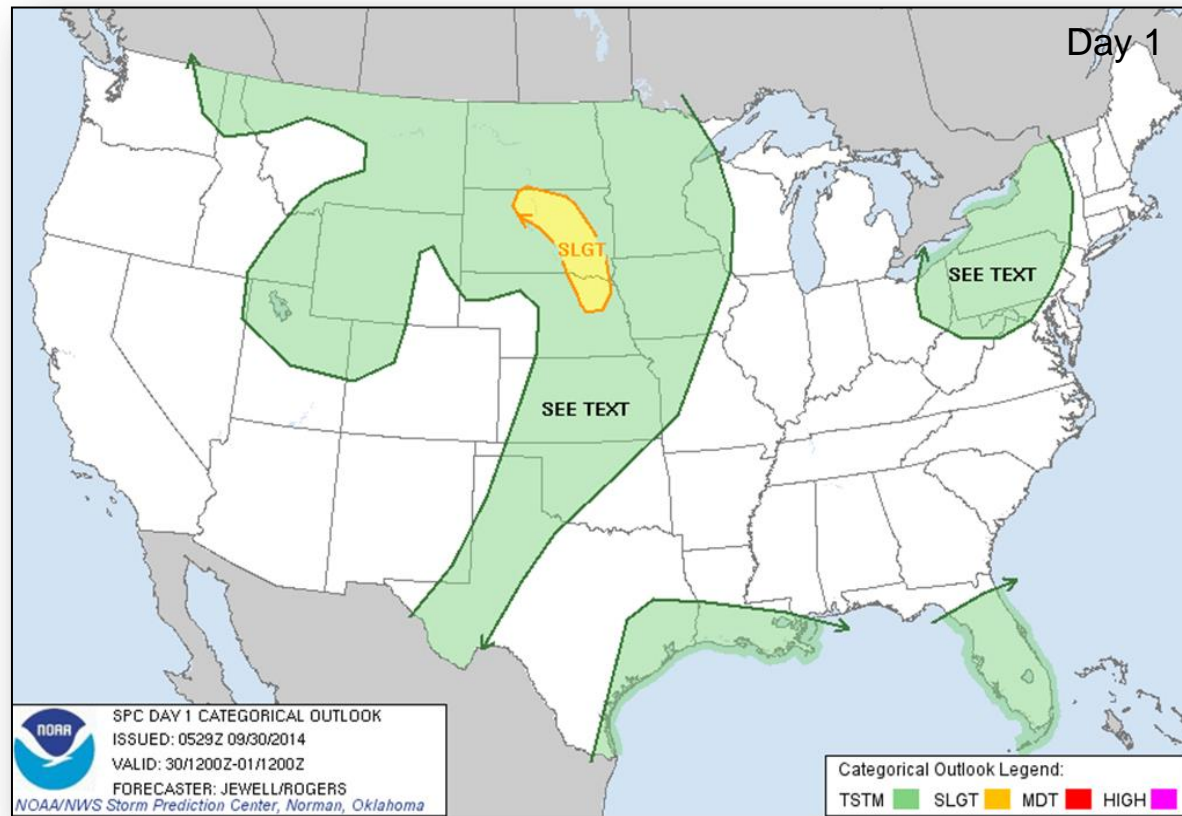 Day 1
SLGT
SEE TEXT
SEE TEXT
NOAA
SPC DAY 1 CATEGORICAL OUTLOOK
ISSUED: 0529Z 09/30/2014
VALID: 30/1200Z-01/1200Z
FORECASTER: JEWELL/ROGERS
NOAA/NWS Storm Prediction Center, Norman, Oklahoma
Categorical Outlook Legend:
TSTM SLGT MDT HIGH